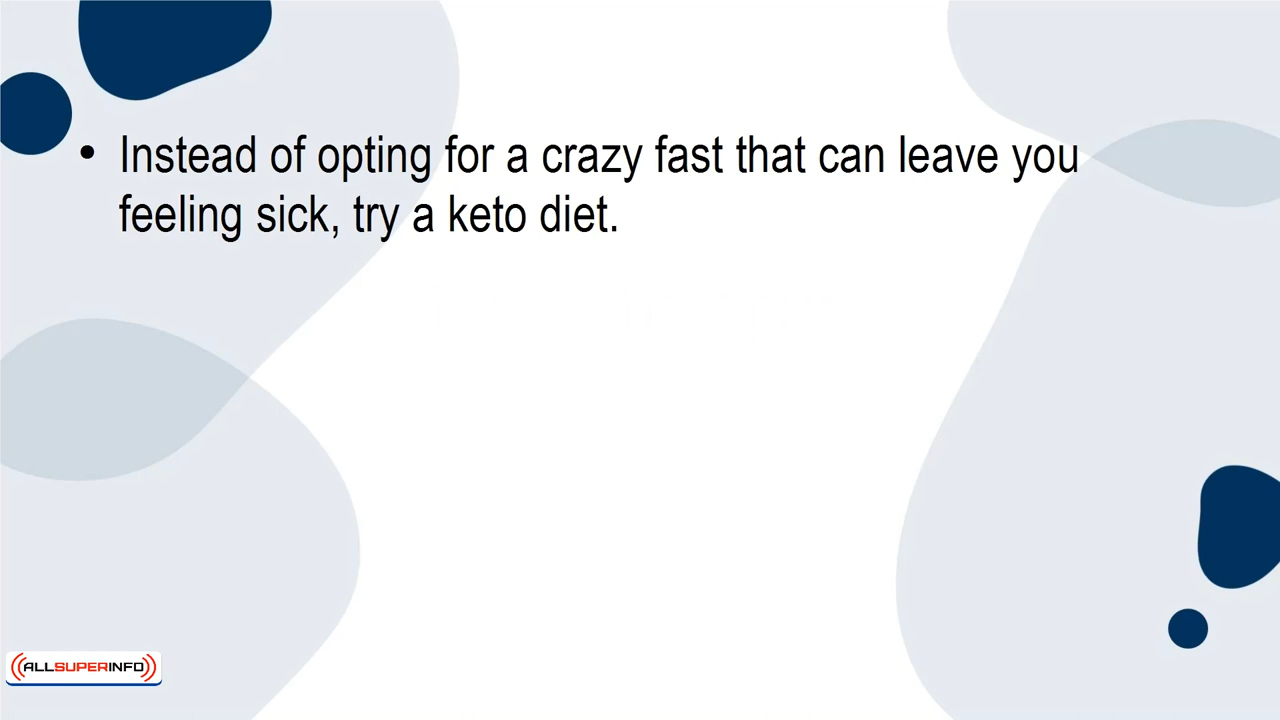 • Instead of opting for a crazy fast that can leave you
feeling sick, try a keto diet.
ALLSUPERINFO